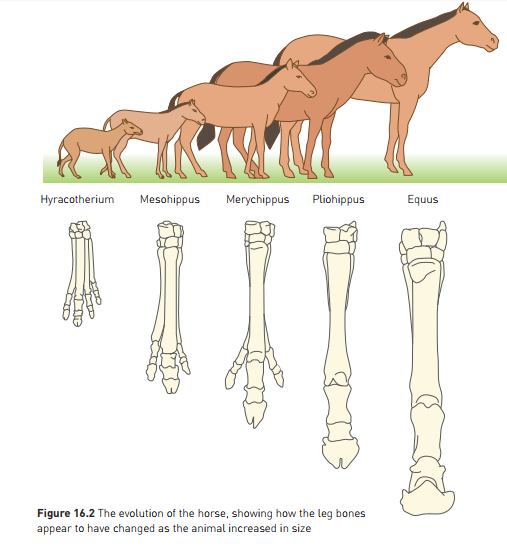 Hyracotherium Mesohippus Merychippus Pliohippus Equus
Figure 16.2 The evolution of the horse, showing how the leg bones
appear to have changed as the animal increased in size